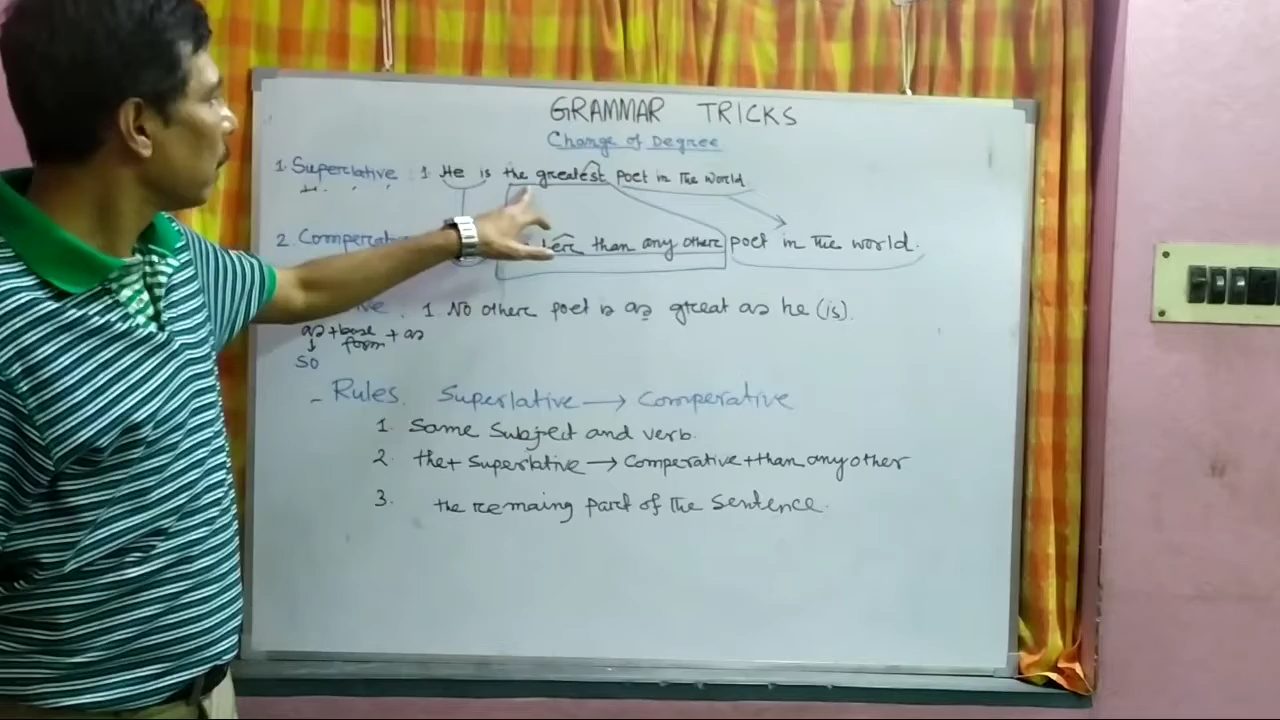 GRAMMAR TRICKS
Change of Degree
1. Superlative : 1 He is the greatest poet in the world
2. than any other poet in the world.
1 No other poet is as great as he (is).
as + base form + as
so
- Rules. Superlative → Comperative
1. Same Subject and verb.
2. the + Superlative → Comperative + than any other
3. the remaing part of the sentence.